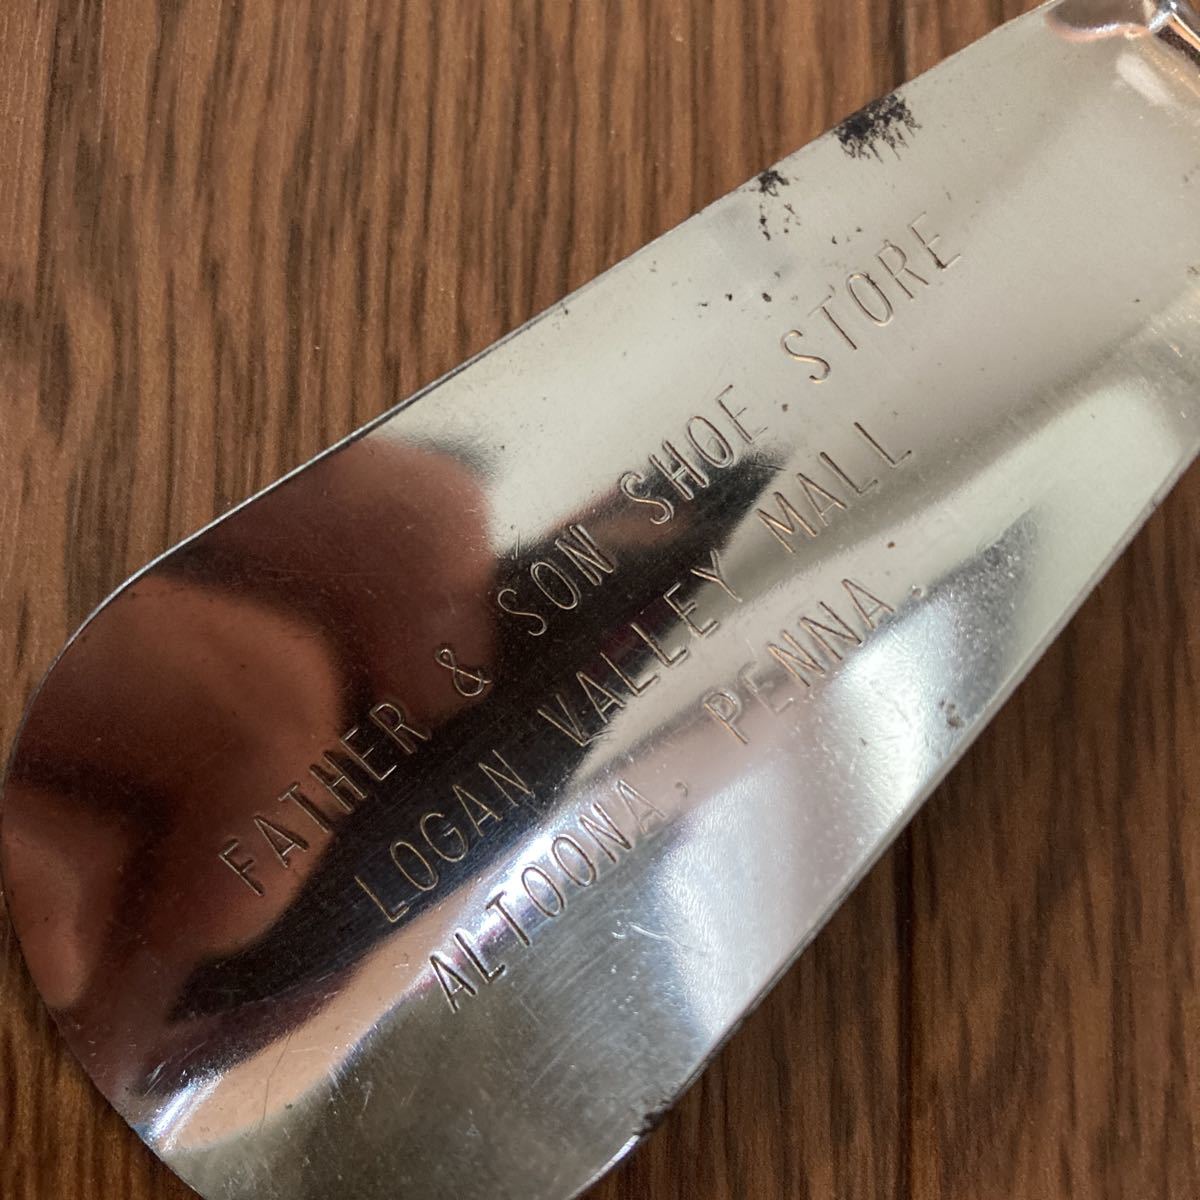 FATHER & SON SHOE STORE
LOGAN VALLEY MALL
ALTOONA, PENNA.